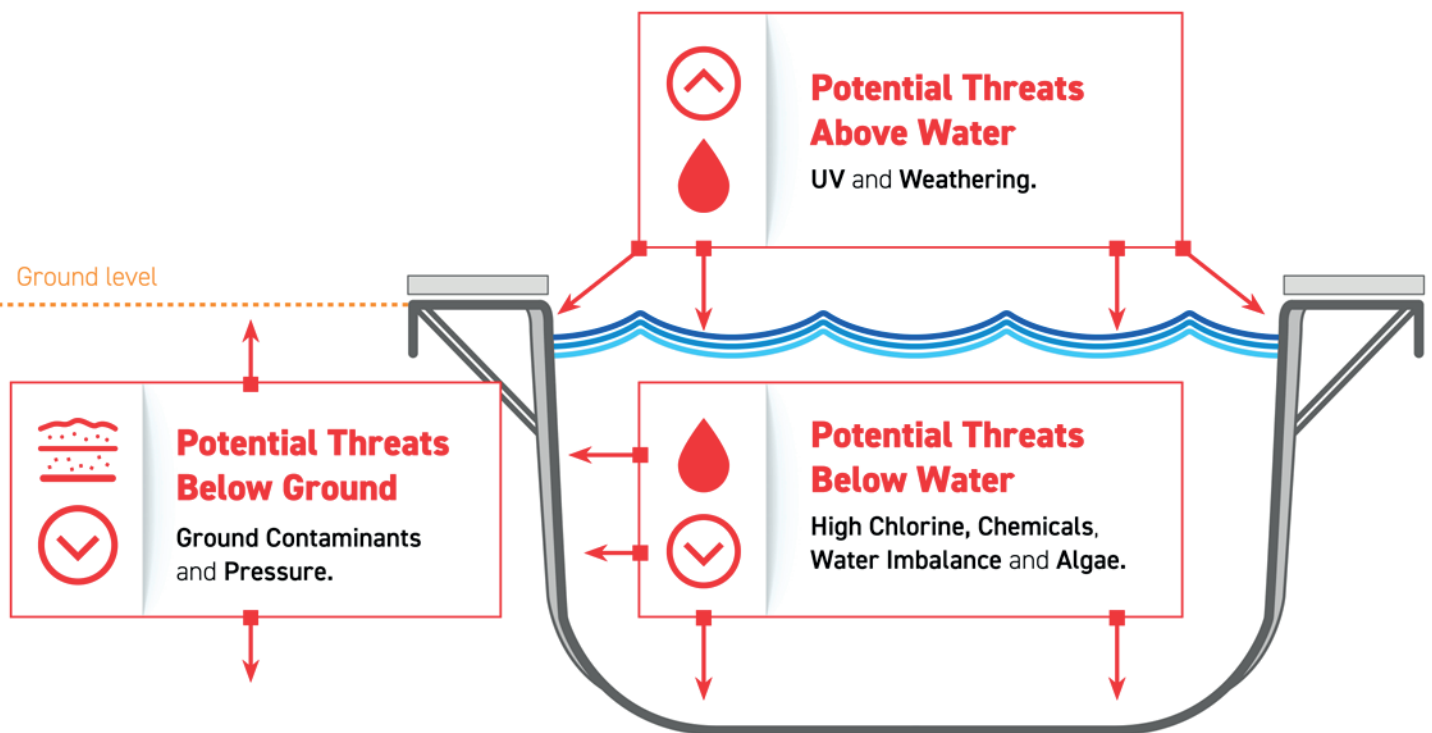 Potential Threats
Above Water
UV and Weathering.
Ground level
Potential Threats
Below Ground
Ground Contaminants
and Pressure.
Potential Threats
Below Water
High Chlorine, Chemicals,
Water Imbalance and Algae.